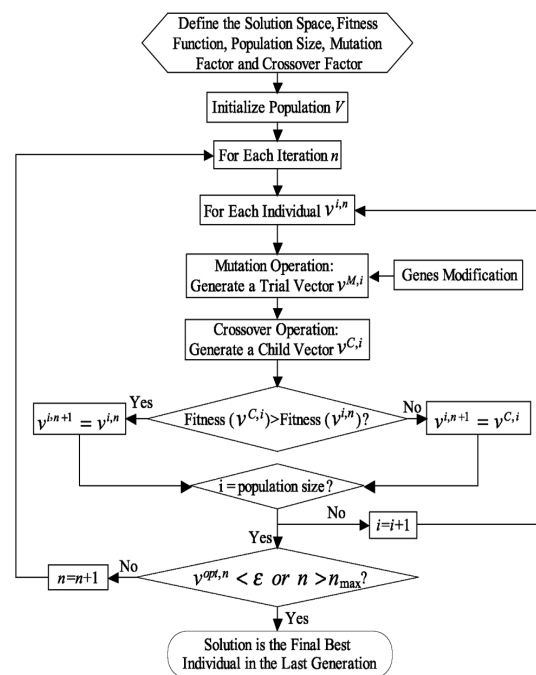 Define the Solution Space, Fitness
Function, Population Size, Mutation
Factor and Crossover Factor
Initialize Population V
For Each Iteration n
For Each Individual v^{i,n}
Mutation Operation:
Generate a Trial Vector v^{M,i}
Genes Modification
Crossover Operation:
Generate a Child Vector v^{C,i}
Yes
Fitness (v^{C,i})>Fitness (v^{i,n})?
No
v^{i,n+1} = v^{i,n}
v^{i,n+1} = v^{C,i}
i = population size?
No
i=i+1
Yes
No
n=n+1
v^{opt,n} < ε or n >n_{max}?
Yes
Solution is the Final Best
Individual in the Last Generation